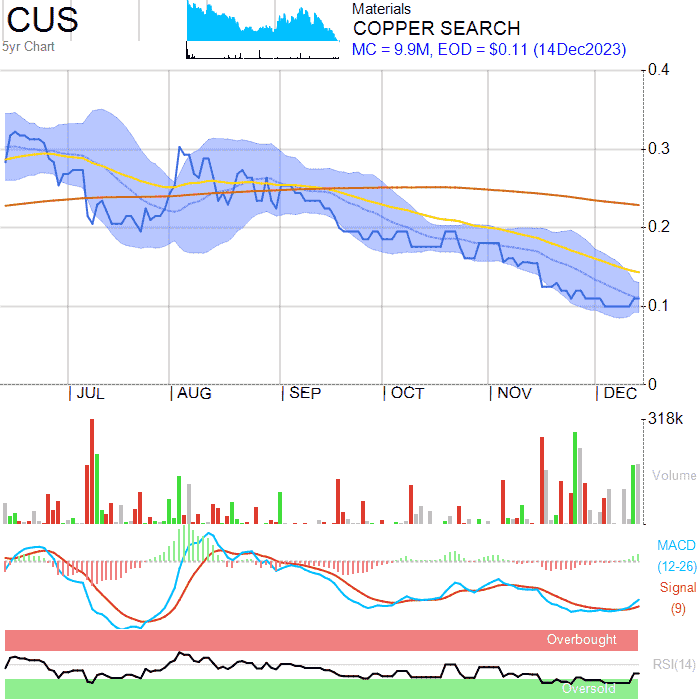 CUS
5yr Chart
Materials
COPPER SEARCH
MC = 9.9M, EOD = $0.11 (14Dec2023)
0.4
0.3
0.2
0.1
0
JUL AUG SEP OCT NOV DEC
318k
Volume
MACD
(12-26)
Signal
(9)
Overbought
RSI(14)
Oversold